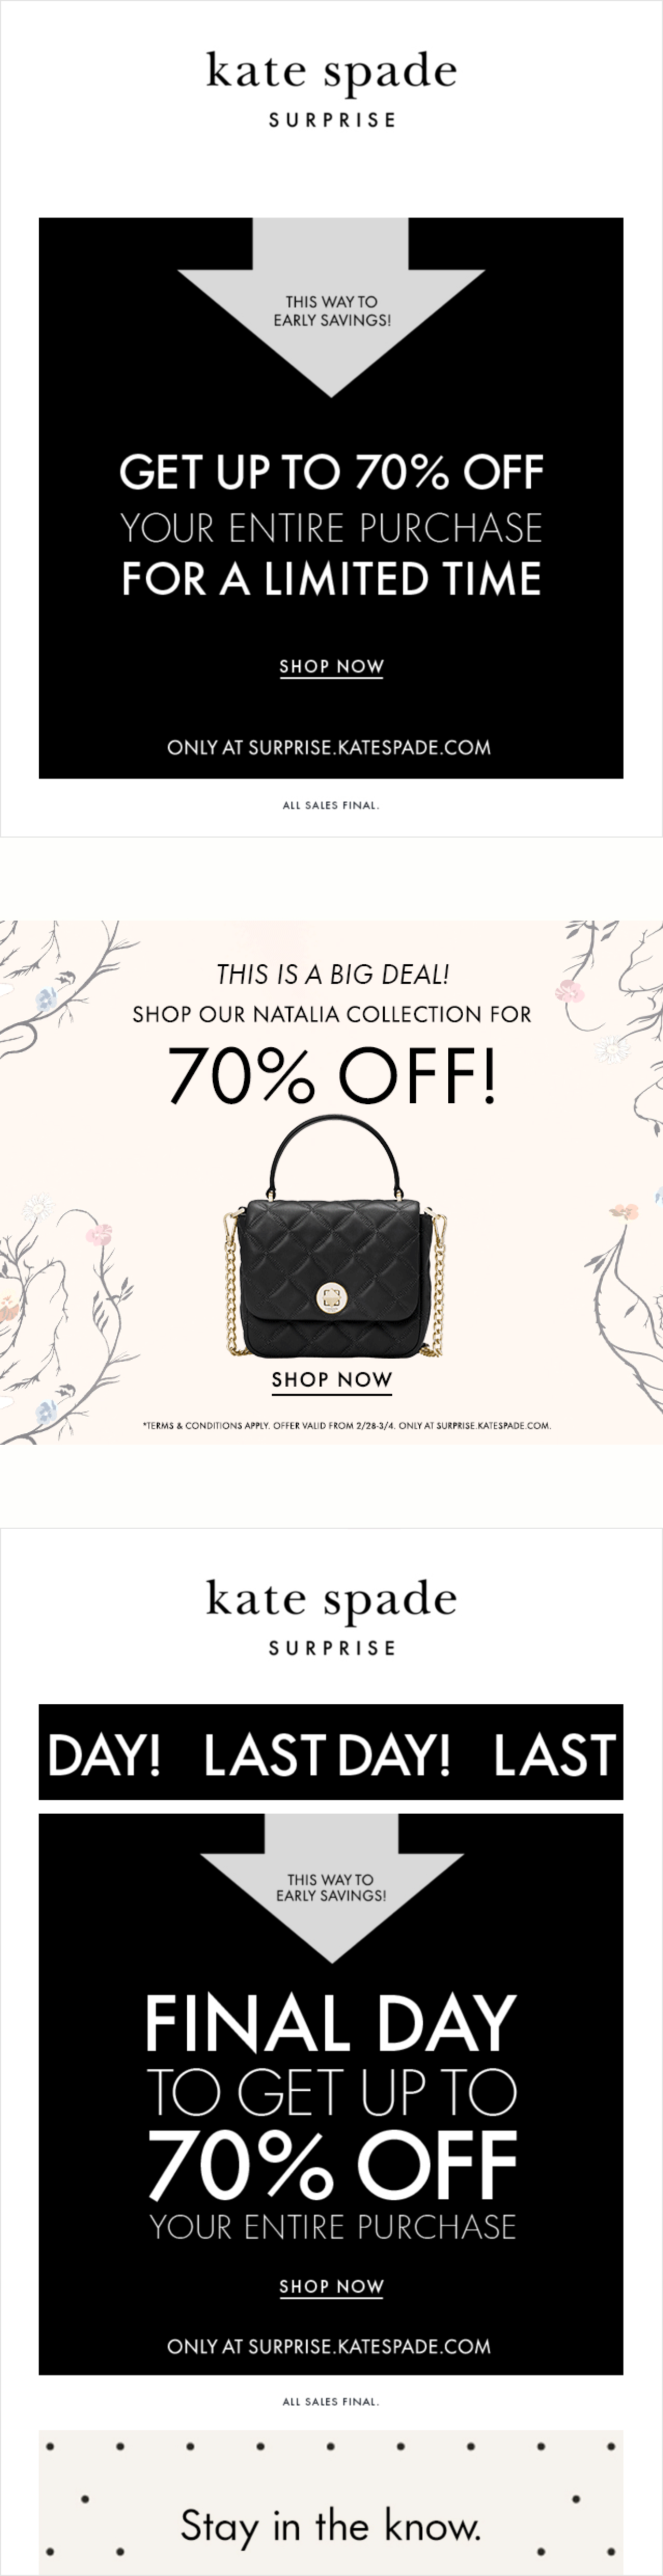 kate spade
SURPRISE
THIS WAY TO
EARLY SAVINGS!
GET UP TO 70% OFF
YOUR ENTIRE PURCHASE
FOR A LIMITED TIME
SHOP NOW
ONLY AT SURPRISE.KATESPADE.COM
ALL SALES FINAL.
THIS IS A BIG DEAL!
SHOP OUR NATALIA COLLECTION FOR
70% OFF!
SHOP NOW
*TERMS & CONDITIONS APPLY. OFFER VALID FROM 2/28-3/4. ONLY AT SURPRISE.KATESPADE.COM.
kate spade
SURPRISE
DAY! LAST DAY! LAST
THIS WAY TO
EARLY SAVINGS!
FINAL DAY
TO GET UP TO
70% OFF
YOUR ENTIRE PURCHASE
SHOP NOW
ONLY AT SURPRISE.KATESPADE.COM
ALL SALES FINAL.
Stay in the know.